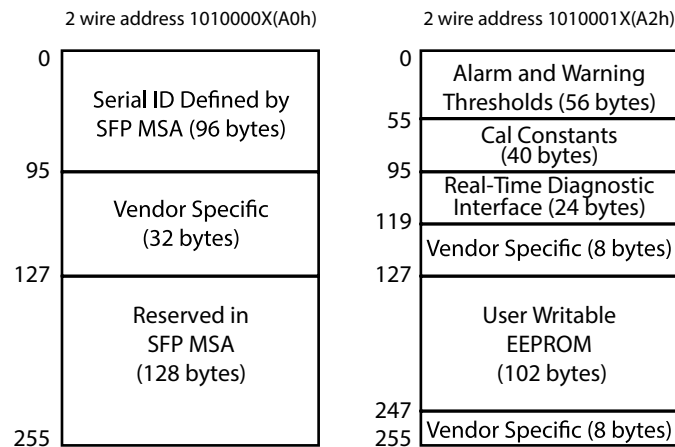 2 wire address 1010000X(A0h)
0
Serial ID Defined by
SFP MSA (96 bytes)
95
Vendor Specific
(32 bytes)
127
Reserved in
SFP MSA
(128 bytes)
255
2 wire address 1010001X(A2h)
0
Alarm and Warning
Thresholds (56 bytes)
55
Cal Constants
(40 bytes)
95
Real-Time Diagnostic
Interface (24 bytes)
119
Vendor Specific (8 bytes)
127
User Writable
EEPROM
(102 bytes)
247
Vendor Specific (8 bytes)
255